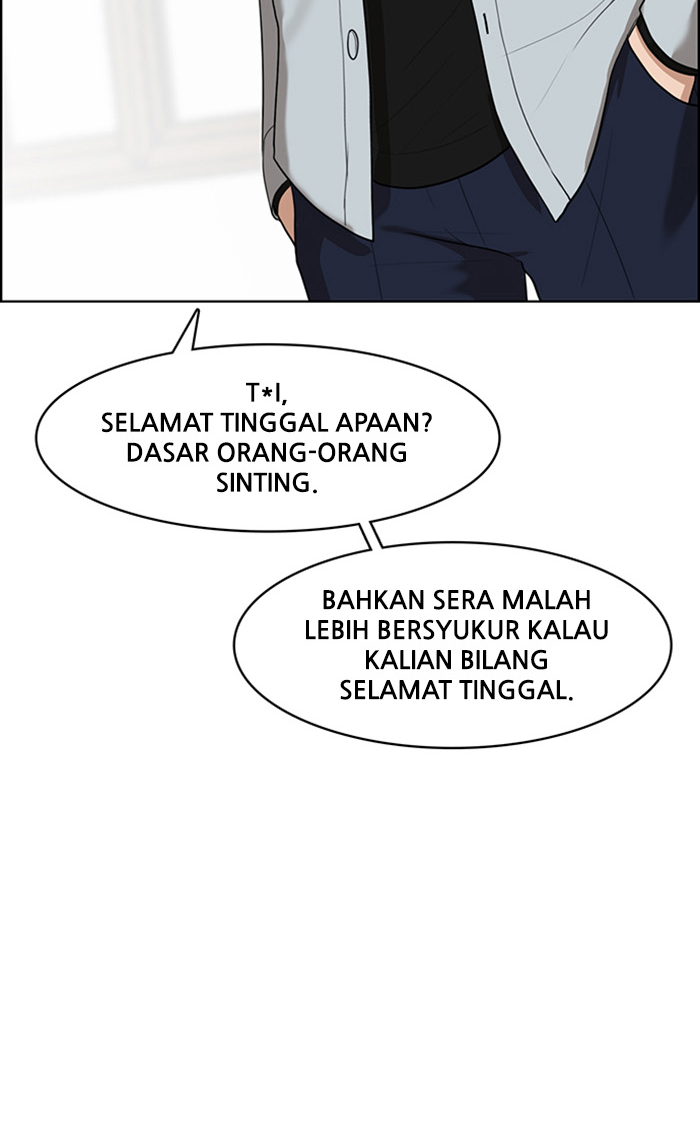 T*I,
SELAMAT TINGGAL APAAN?
DASAR ORANG-ORANG
SINTING.
BAHKAN SERA MALAH
LEBIH BERSYUKUR KALAU
KALIAN BILANG
SELAMAT TINGGAL.